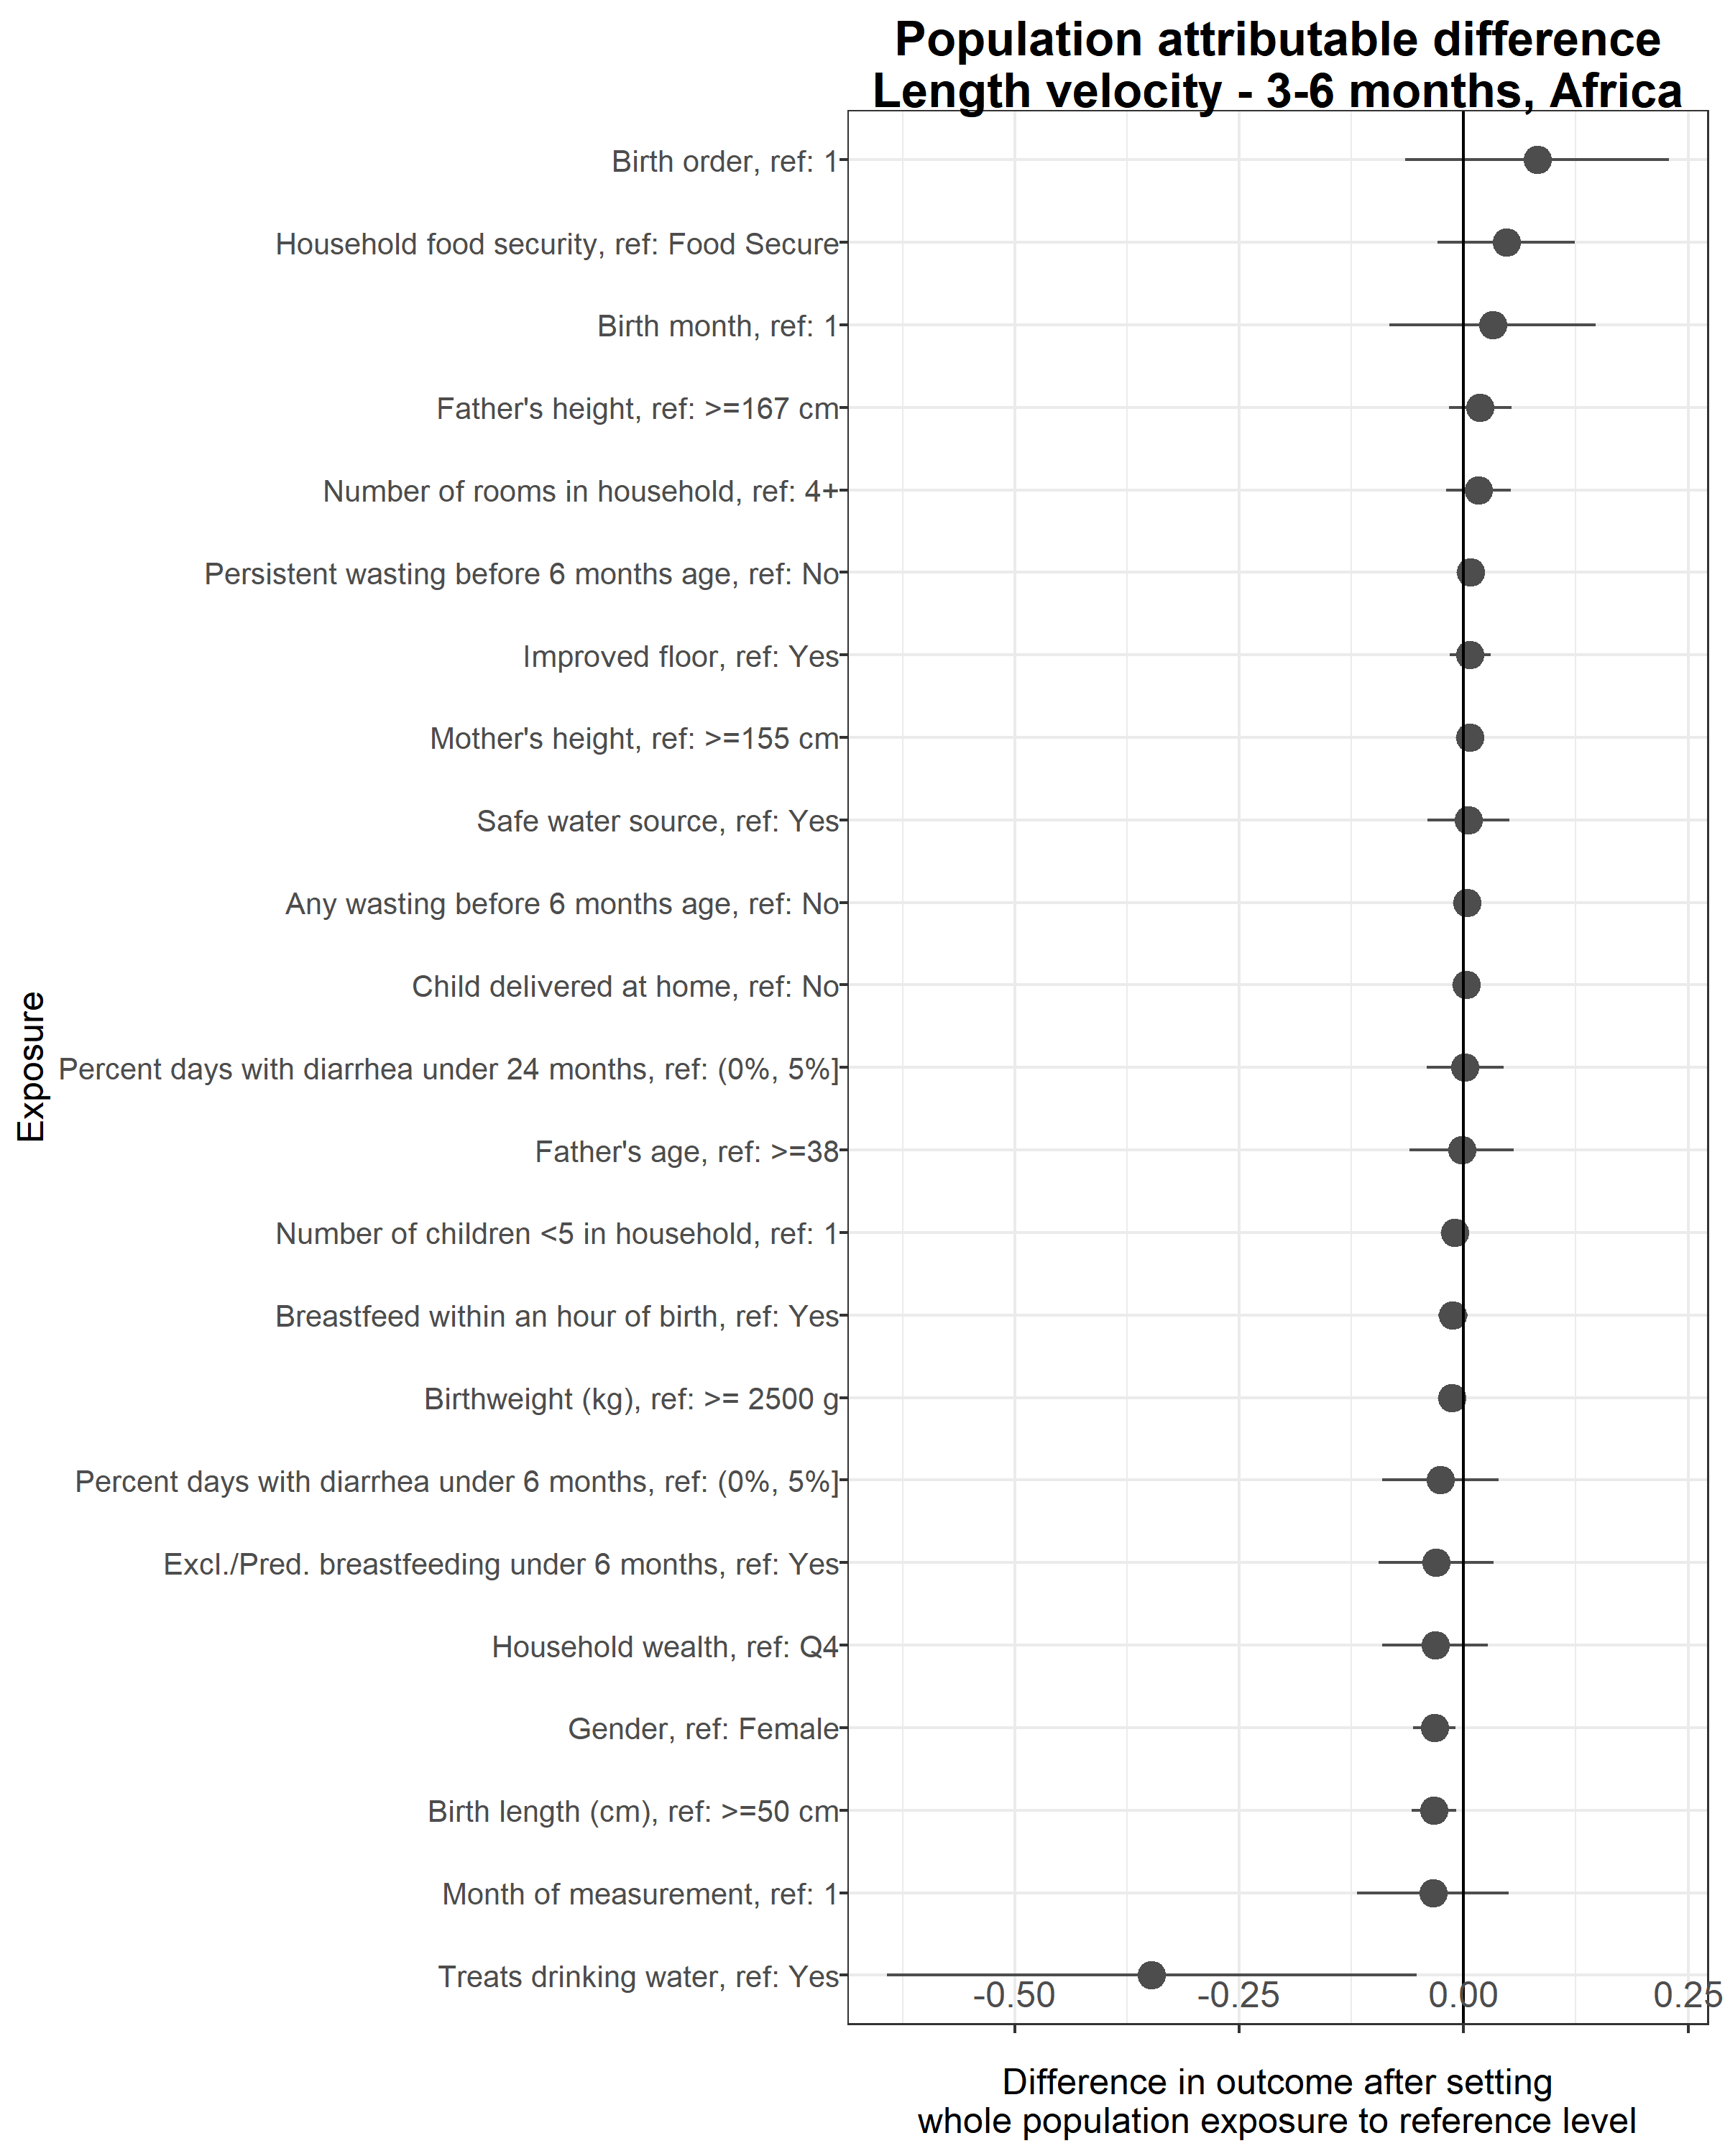 Population attributable difference
Length velocity - 3-6 months, Africa
Exposure
Birth order, ref: 1
Household food security, ref: Food Secure
Birth month, ref: 1
Father's height, ref: >=167 cm
Number of rooms in household, ref: 4+
Persistent wasting before 6 months age, ref: No
Improved floor, ref: Yes
Mother's height, ref: >=155 cm
Safe water source, ref: Yes
Any wasting before 6 months age, ref: No
Child delivered at home, ref: No
Percent days with diarrhea under 24 months, ref: (0%, 5%]
Father's age, ref: >=38
Number of children <5 in household, ref: 1
Breastfeed within an hour of birth, ref: Yes
Birthweight (kg), ref: >= 2500 g
Percent days with diarrhea under 6 months, ref: (0%, 5%]
Excl./Pred. breastfeeding under 6 months, ref: Yes
Household wealth, ref: Q4
Gender, ref: Female
Birth length (cm), ref: >=50 cm
Month of measurement, ref: 1
Treats drinking water, ref: Yes
-0.50 -0.25 0.00 0.25
Difference in outcome after setting
whole population exposure to reference level